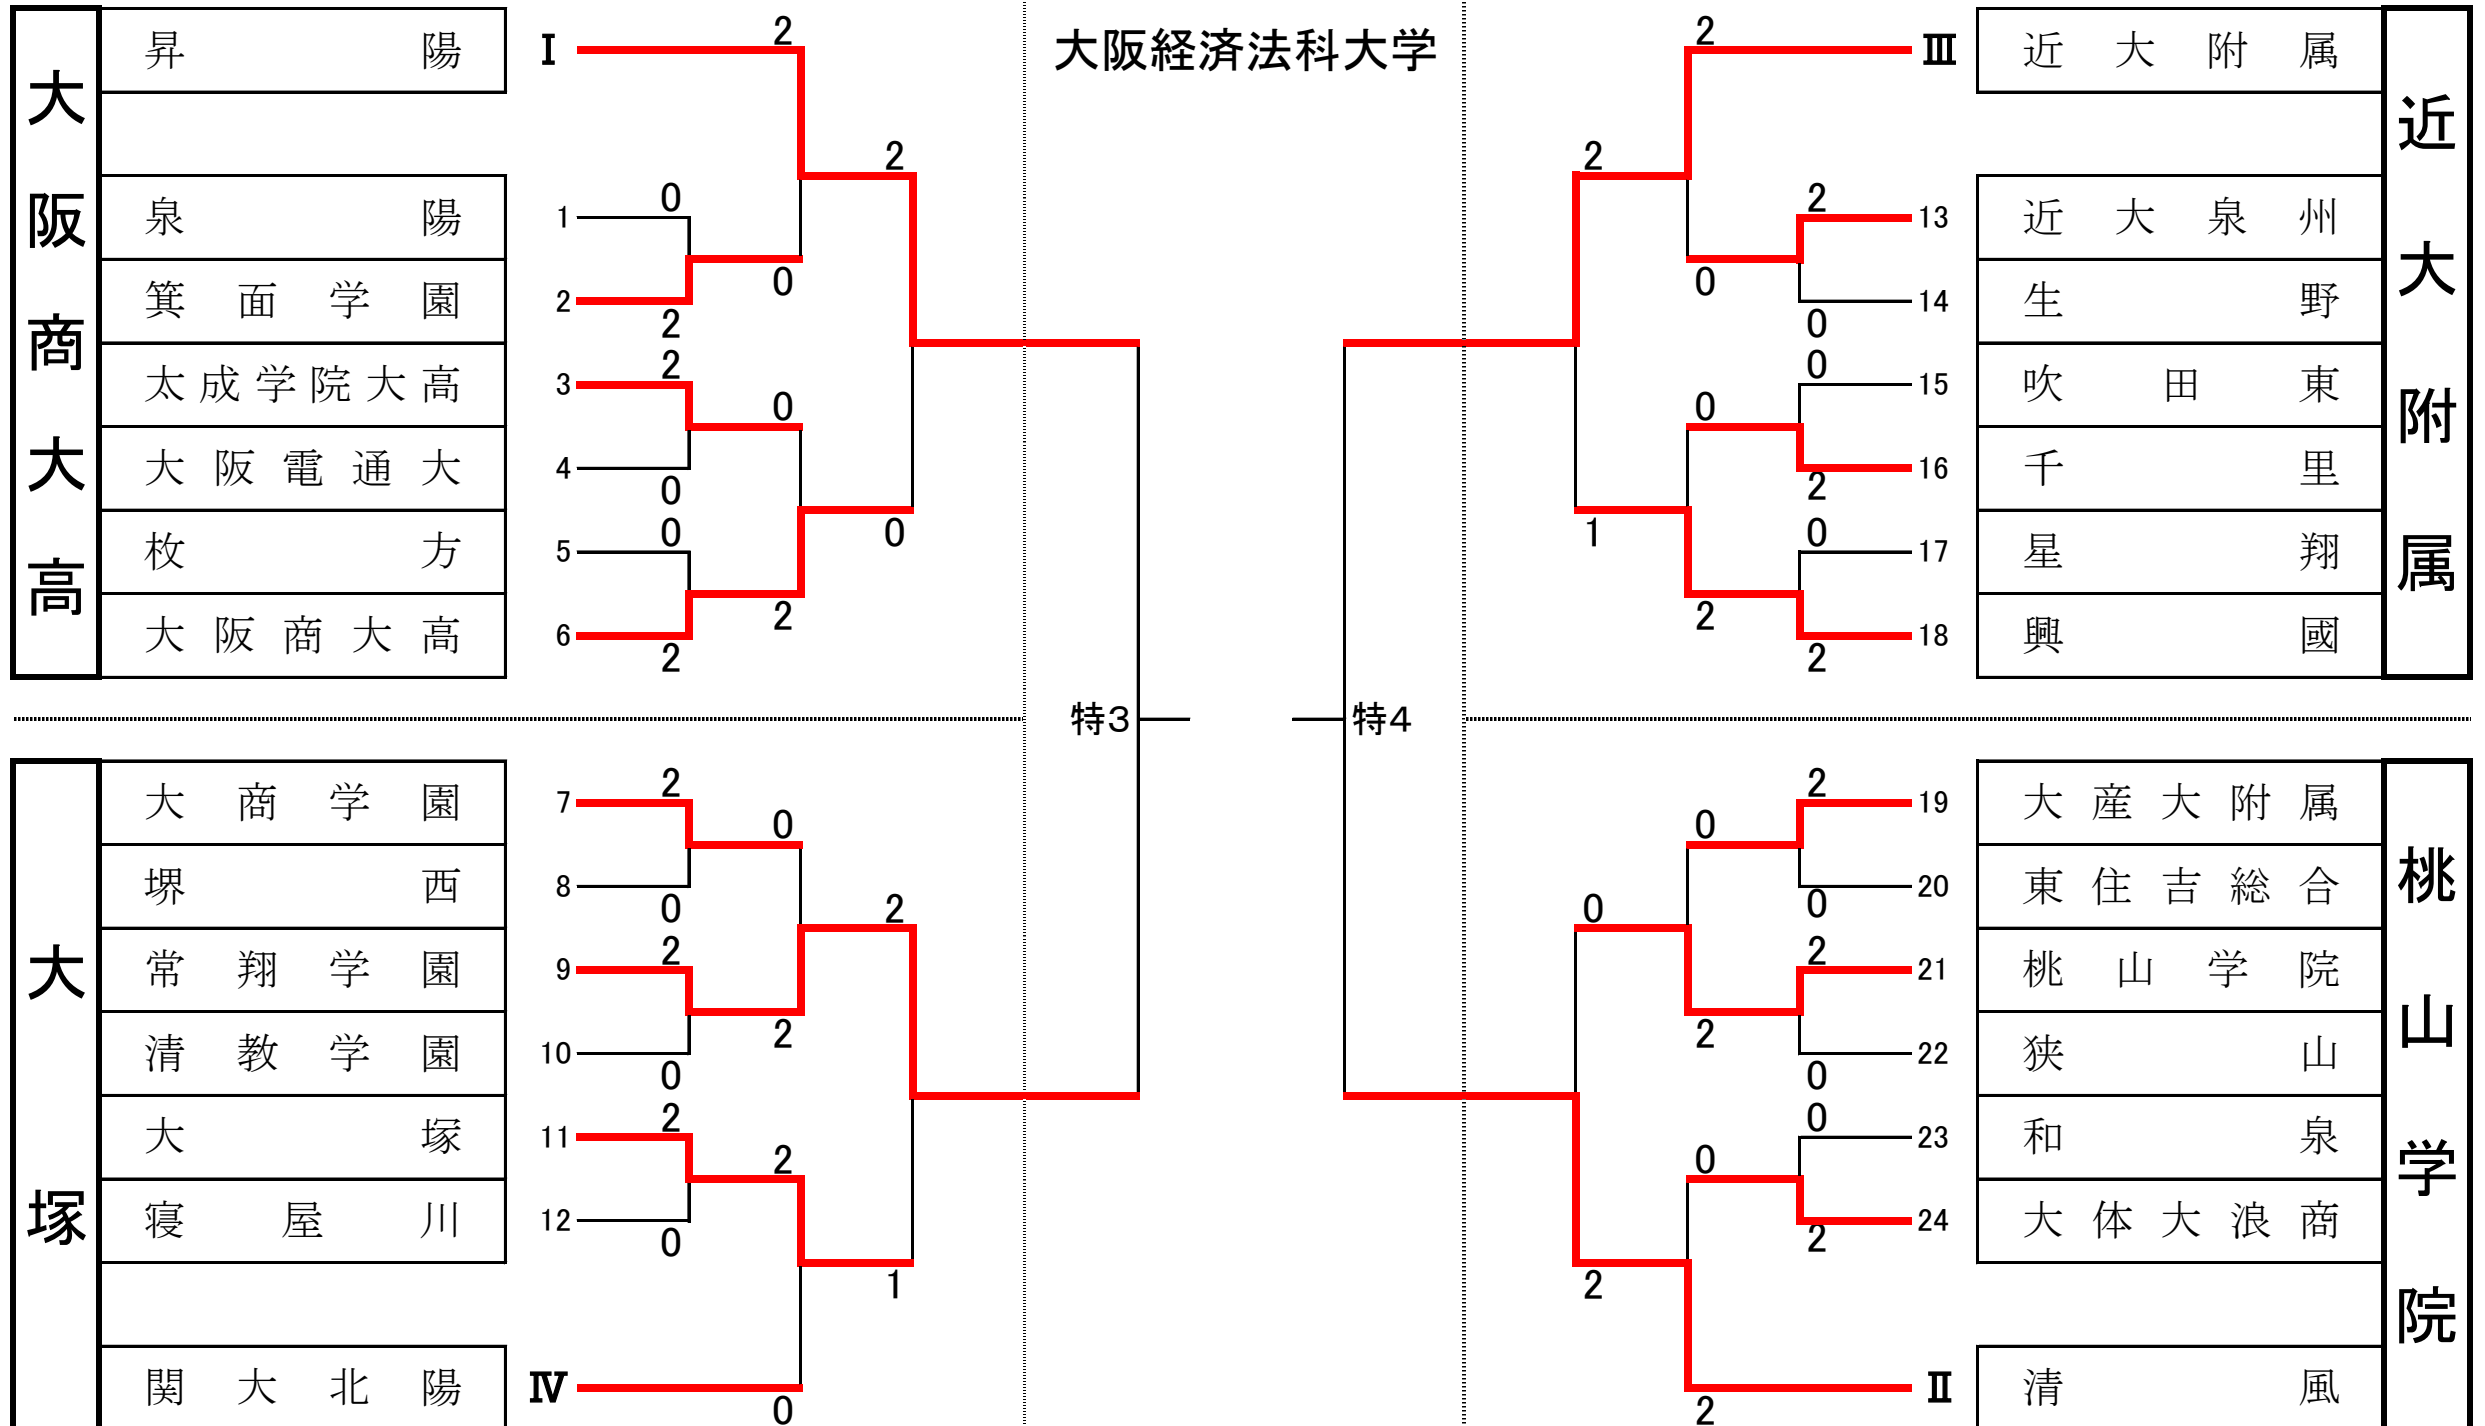 大阪経済法科大学
大阪商大高
昇陽 Ⅰ 2
2
泉陽 1 0
箕面学園 2 2
0
太成学院大高 3 2
0
大阪電通大 4 0
枚方 5 0
0
大阪商大高 6 2
2
特3
大塚
大商学園 7 2
0
堺西 8 0
2
常翔学園 9 2
2
清教学園 10 0
大塚 11 2
2
寝屋川 12 0
1
関大北陽 Ⅳ 0
近大附属
2 Ⅲ 近大附属
2
2 13 近大泉州
0
0 14 生野
0 15 吹田東
0
2 16 千里
1
0 17 星翔
2
2 18 興國
特4
桃山学院
2 19 大産大附属
0
0 20 東住吉総合
0
2 21 桃山学院
2
0 22 狭山
0 23 和泉
0
2 24 大体大浪商
2
2 Ⅱ 清風